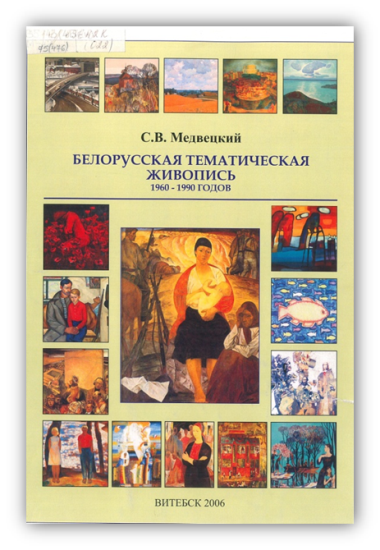 С.В. Медвецкий
БЕЛОРУССКАЯ ТЕМАТИЧЕСКАЯ
ЖИВОПИСЬ
1960 - 1990 ГОДОВ
ВИТЕБСК 2006